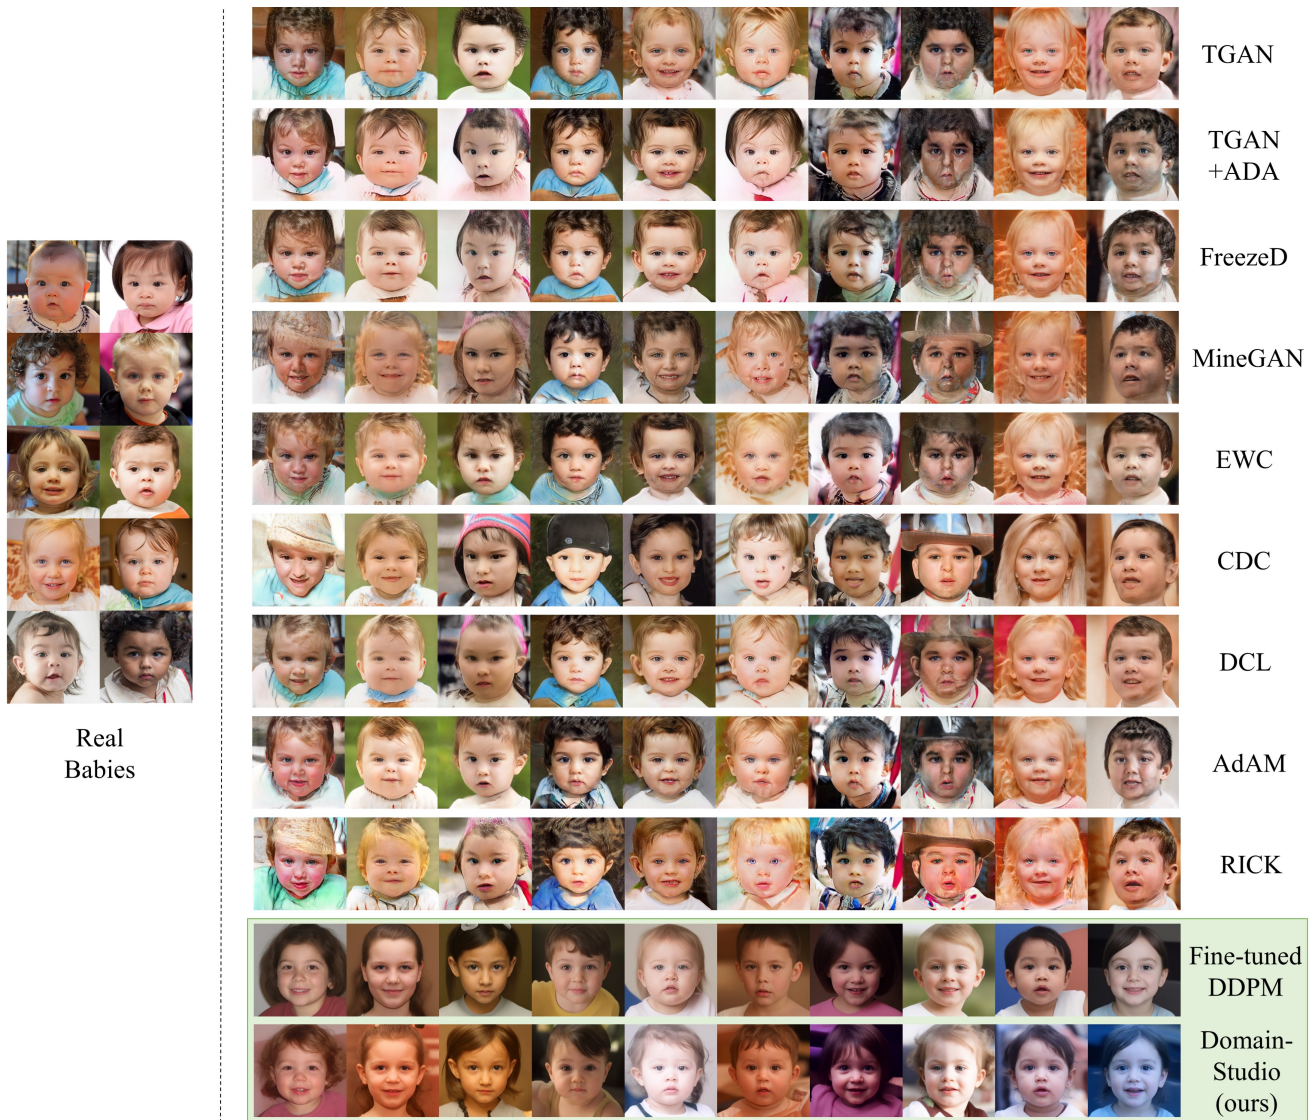 Real
Babies
TGAN
TGAN
+ADA
FreezeD
MineGAN
EWC
CDC
DCL
AdAM
RICK
Fine-tuned
DDPM
Domain-
Studio
(ours)